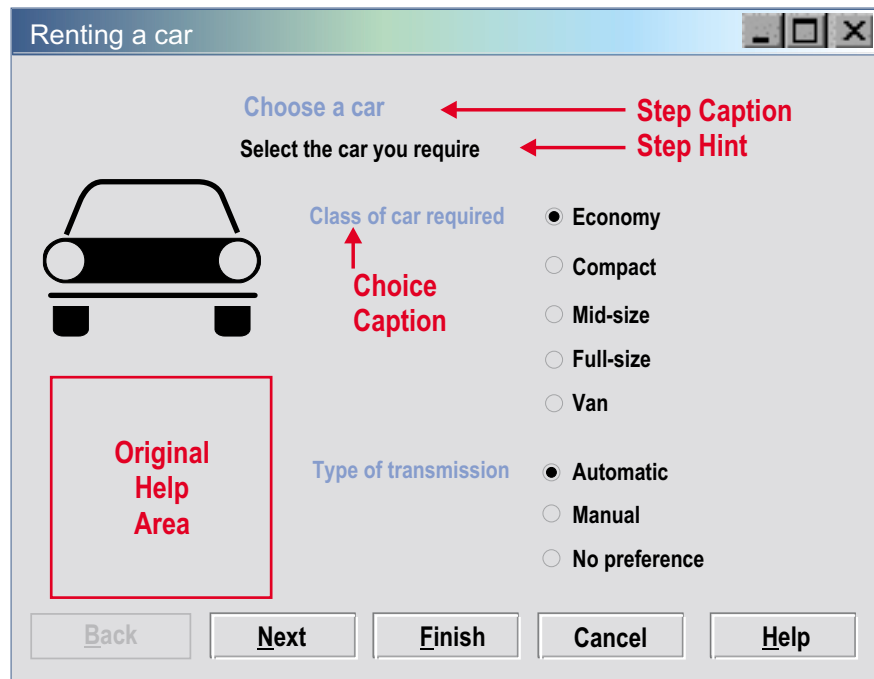 Renting a car
Choose a car
Step Caption
Select the car you require
Step Hint
Class of car required
Choice
Caption
Economy
Compact
Mid-size
Full-size
Van
Original
Help
Area
Type of transmission
Automatic
Manual
No preference
Back
Next
Finish
Cancel
Help